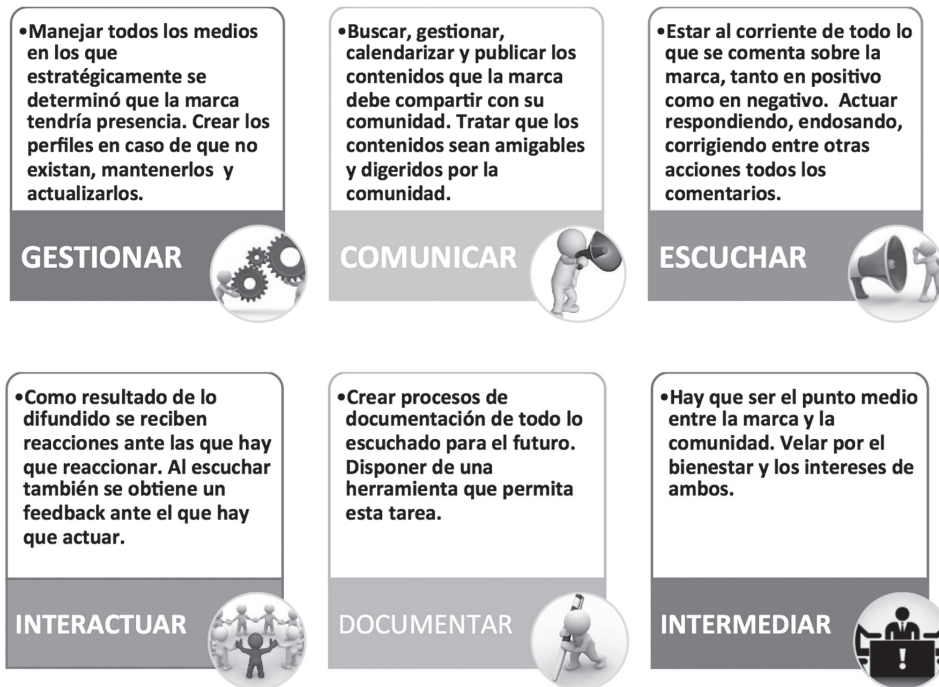 •Manejar todos los medios
en los que
estratégicamente se
determinó que la marca
tendría presencia. Crear los
perfiles en caso de que no
existan, mantenerlos y
actualizarlos.
GESTIONAR
•Buscar, gestionar,
calendarizar y publicar los
contenidos que la marca
debe compartir con su
comunidad. Tratar que los
contenidos sean amigables
y digeridos por la
comunidad.
COMUNICAR
•Estar al corriente de todo lo
que se comenta sobre la
marca, tanto en positivo
como en negativo. Actuar
respondiendo, endosando,
corrigiendo entre otras
acciones todos los
comentarios.
ESCUCHAR
•Como resultado de lo
difundido se reciben
reacciones ante las que hay
que reaccionar. Al escuchar
también se obtiene un
feedback ante el que hay
que actuar.
INTERACTUAR
•Crear procesos de
documentación de todo lo
escuchado para el futuro.
Disponer de una
herramienta que permita
esta tarea.
DOCUMENTAR
•Hay que ser el punto medio
entre la marca y la
comunidad. Velar por el
bienestar y los intereses de
ambos.
INTERMEDIAR
!